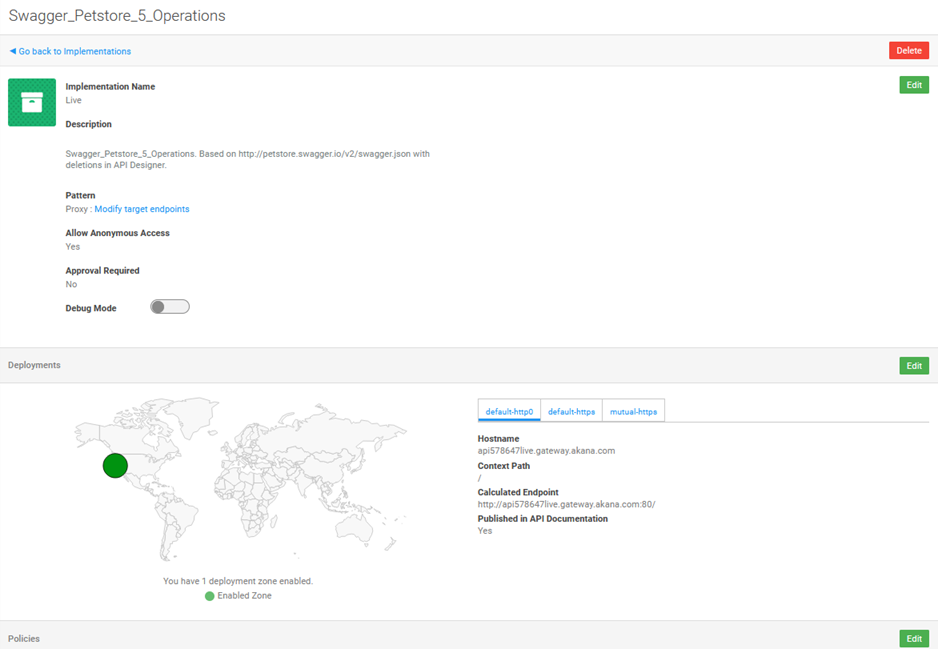 Swagger_Petstore_5_Operations
Go back to Implementations
Delete
Implementation Name
Edit
Live
Description
Swagger_Petstore_5_Operations. Based on http://petstore.swagger.io/v2/swagger.json with
deletions in API Designer.
Pattern
Proxy : Modify target endpoints
Allow Anonymous Access
Yes
Approval Required
No
Debug Mode
Deployments
Edit
default-http0 default-https mutual-https
Hostname
api578647live.gateway.akana.com
Context Path
/
Calculated Endpoint
http://api578647live.gateway.akana.com:80/
Published in API Documentation
Yes
You have 1 deployment zone enabled.
Enabled Zone
Policies
Edit